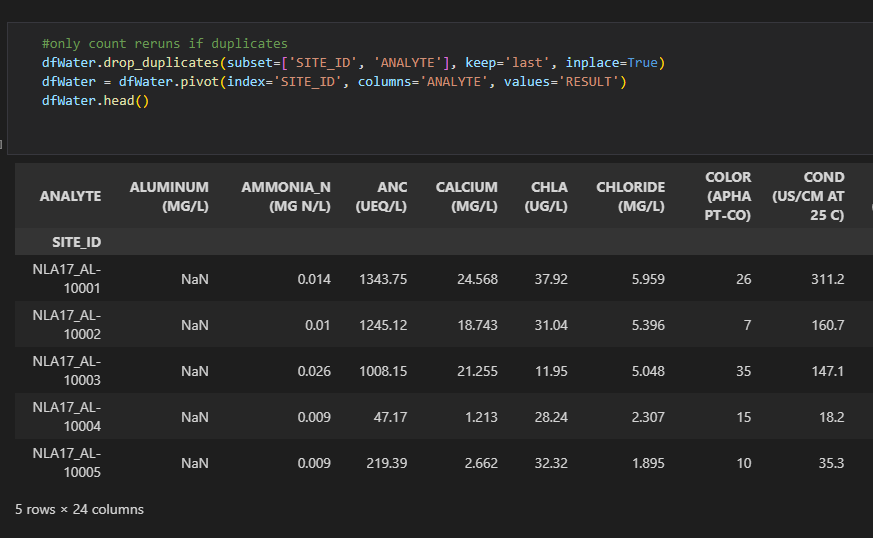 #only count reruns if duplicates
dfWater.drop_duplicates(subset=['SITE_ID', 'ANALYTE'], keep='last', inplace=True)
dfWater = dfWater.pivot(index='SITE_ID', columns='ANALYTE', values='RESULT')
dfWater.head()
ANALYTE ALUMINUM (MG/L) AMMONIA_N (MG N/L) ANC (UEQ/L) CALCIUM (MG/L) CHLA (UG/L) CHLORIDE (MG/L) COLOR (APHA PT-CO) COND (US/CM AT 25 C)
SITE_ID
NLA17_AL-10001 NaN 0.014 1343.75 24.568 37.92 5.959 26 311.2
NLA17_AL-10002 NaN 0.01 1245.12 18.743 31.04 5.396 7 160.7
NLA17_AL-10003 NaN 0.026 1008.15 21.255 11.95 5.048 35 147.1
NLA17_AL-10004 NaN 0.009 47.17 1.213 28.24 2.307 15 18.2
NLA17_AL-10005 NaN 0.009 219.39 2.662 32.32 1.895 10 35.3
5 rows × 24 columns